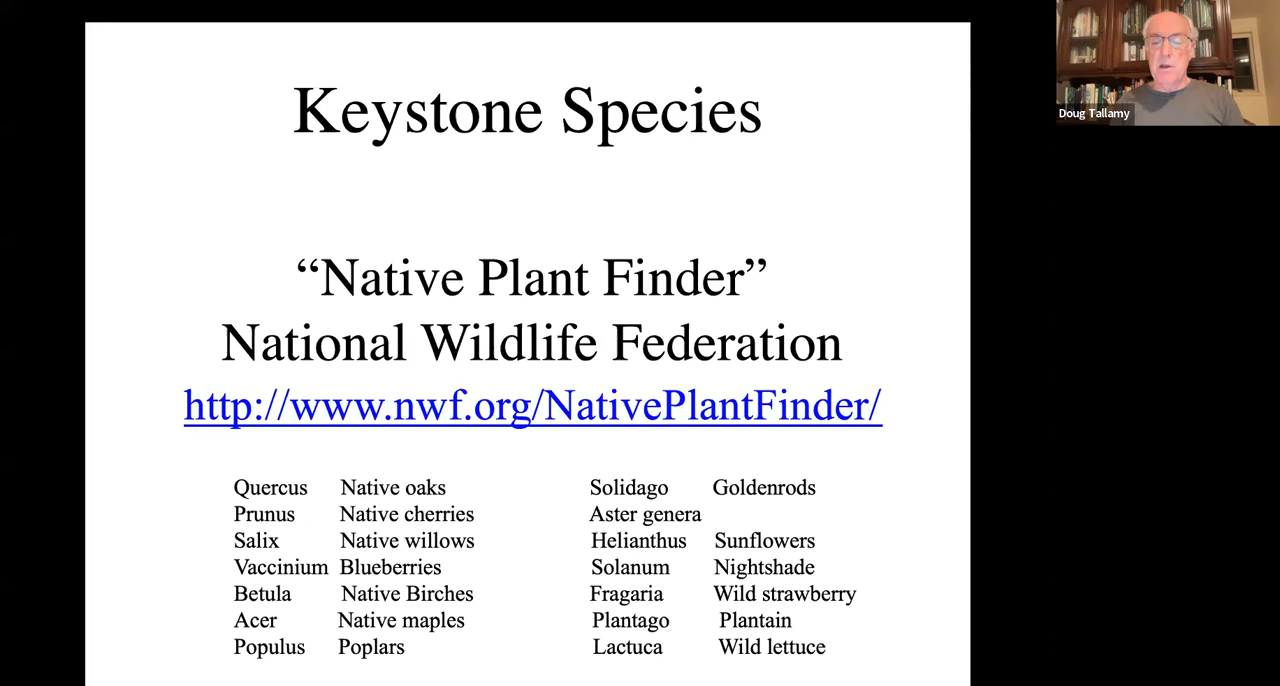 Keystone Species
“Native Plant Finder”
National Wildlife Federation
http://www.nwf.org/NativePlantFinder/
Quercus Native oaks
Prunus Native cherries
Salix Native willows
Vaccinium Blueberries
Betula Native Birches
Acer Native maples
Populus Poplars
Solidago Goldenrods
Aster genera
Helianthus Sunflowers
Solanum Nightshade
Fragaria Wild strawberry
Plantago Plantain
Lactuca Wild lettuce
Doug Tallamy